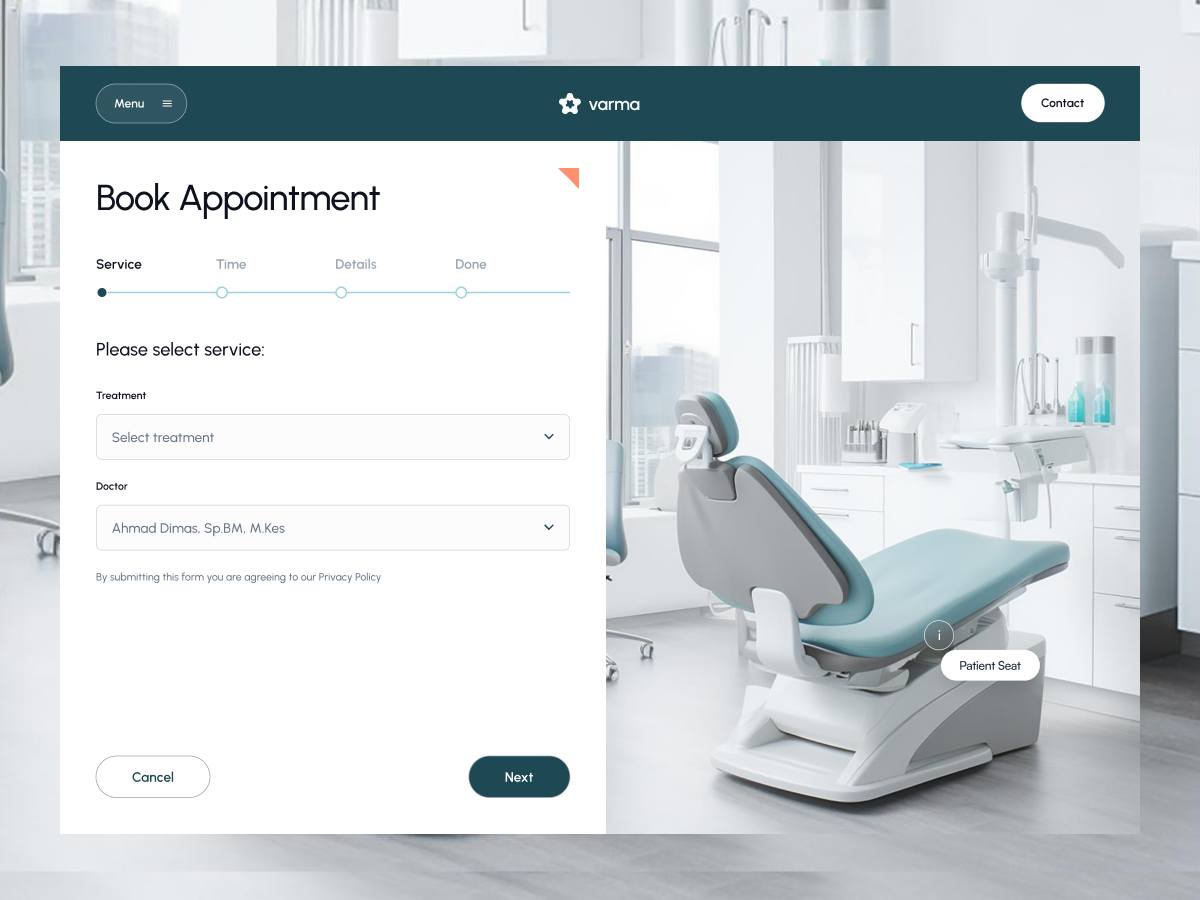 Menu
varma
Contact
Book Appointment
Service Time Details Done
Please select service:
Treatment
Select treatment
Doctor
Ahmad Dimas, Sp.BM, M.Kes
By submitting this form you are agreeing to our Privacy Policy
i
Patient Seat
Cancel
Next